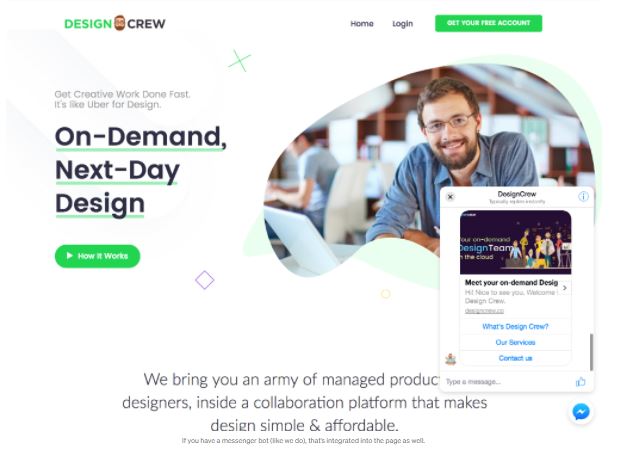 DESIGN CREW
Home
Login
GET YOUR FREE ACCOUNT
Get Creative Work Done Fast.
It's like Uber for Design.
On-Demand,
Next-Day
Design
How It Works
DesignCrew
Typically replies instantly
Your on-demand
DesignTeam
in the cloud
Meet your on-demand Desig
Hi! Nice to see you, Welcome
Design Crew.
designcrew.co
What's Design Crew?
Our Services
Contact us
Type a message...
We bring you an army of managed product
designers, inside a collaboration platform that makes
design simple & affordable.
If you have a messenger bot (like we do), that's integrated into the page as well.